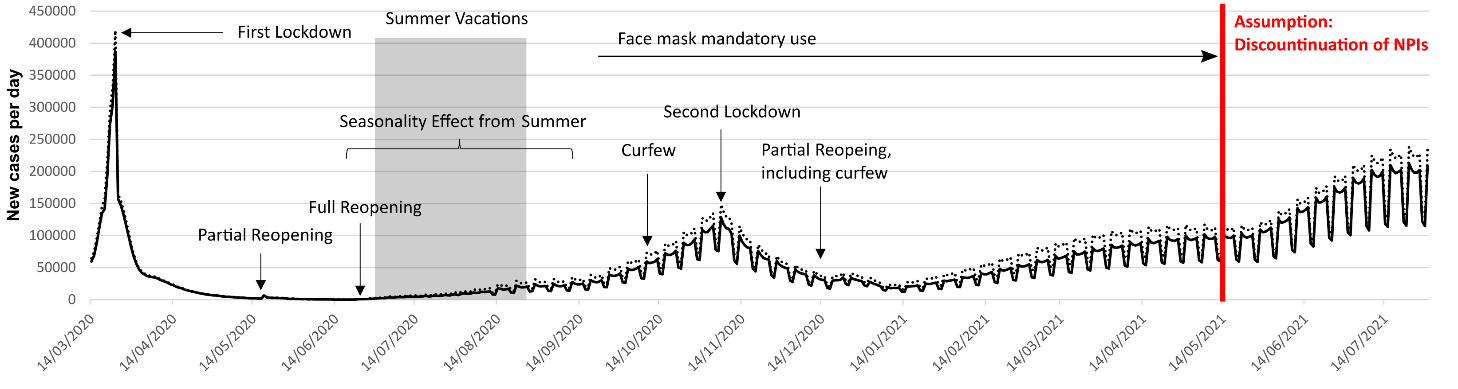 450000
400000
350000
300000
250000
200000
150000
100000
50000
0
New cases per day
First Lockdown
Summer Vacations
Face mask mandatory use
Assumption:
Discountinuation of NPIs
Seasonality Effect from Summer
Second Lockdown
Curfew
Partial Reopeing,
including curfew
Full Reopening
Partial Reopening
14/03/2020
14/04/2020
14/05/2020
14/06/2020
14/07/2020
14/08/2020
14/09/2020
14/10/2020
14/11/2020
14/12/2020
14/01/2021
14/02/2021
14/03/2021
14/04/2021
14/05/2021
14/06/2021
14/07/2021